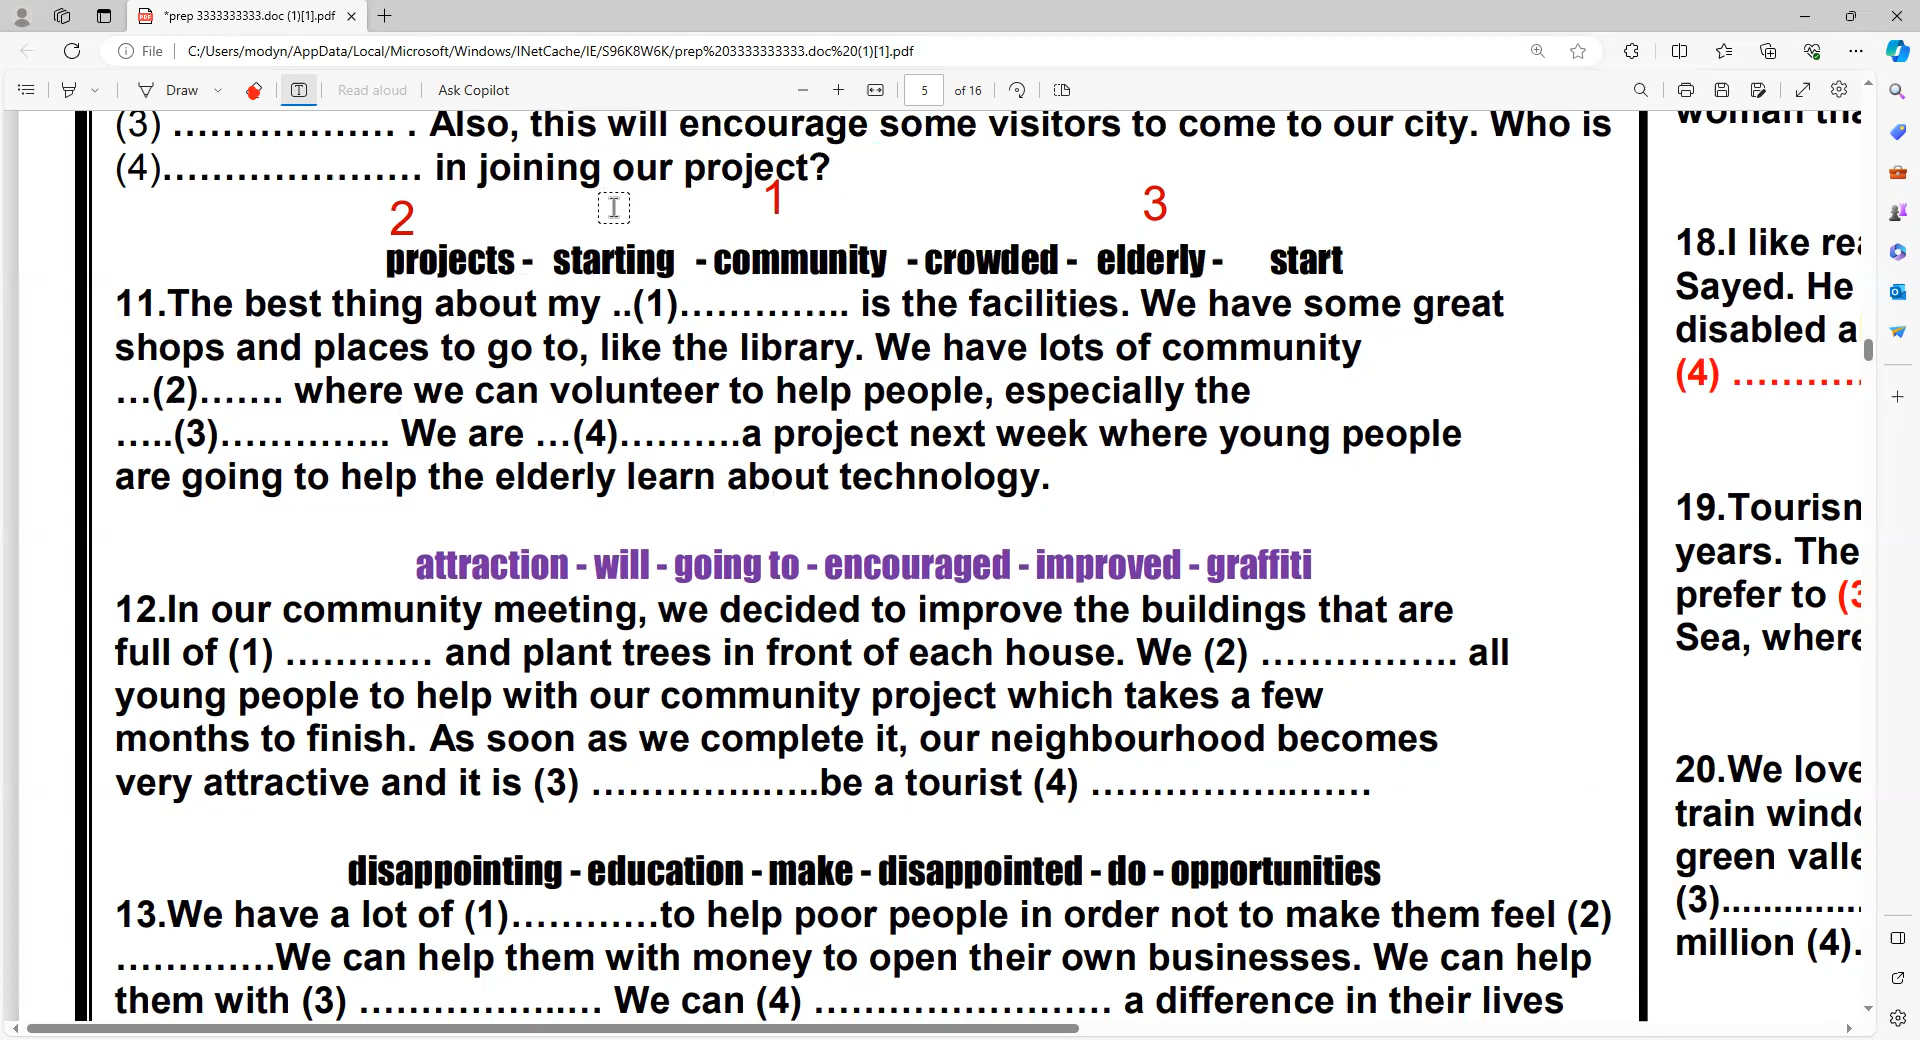 *prep 3333333333.doc (1)[1].pdf
File C:/Users/modyn/AppData/Local/Microsoft/Windows/INetCache/IE/S96K8W6K/prep%203333333333.doc%20(1)[1].pdf
Draw Read aloud Ask Copilot 5 of 16
(3) ……………… . Also, this will encourage some visitors to come to our city. Who is
(4)………………… in joining our project?
2 1 3
projects - starting - community - crowded - elderly - start
11.The best thing about my ..(1)………….. is the facilities. We have some great
shops and places to go to, like the library. We have lots of community
…(2)……. where we can volunteer to help people, especially the
…..(3)………….. We are …(4)……….a project next week where young people
are going to help the elderly learn about technology.
attraction - will - going to - encouraged - improved - graffiti
12.In our community meeting, we decided to improve the buildings that are
full of (1) ………… and plant trees in front of each house. We (2) ……………. all
young people to help with our community project which takes a few
months to finish. As soon as we complete it, our neighbourhood becomes
very attractive and it is (3) …………..…..be a tourist (4) ……………..……
disappointing - education - make - disappointed - do - opportunities
13.We have a lot of (1)…………to help poor people in order not to make them feel (2)
………….We can help them with money to open their own businesses. We can help
them with (3) ……………..… We can (4) …………………… a difference in their lives
18.I like
Sayed. He
disabled a
(4) …………
19.Tourism
years. The
prefer to (3
Sea, where
20.We love
train
green
(3)..............
million (4).